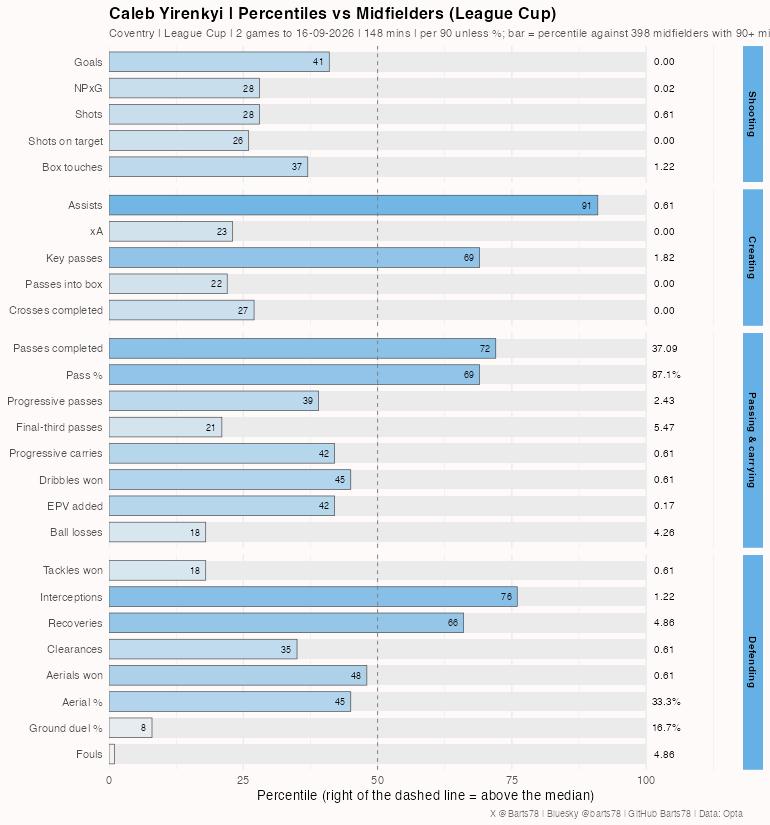 Caleb Yirenkyi | Percentiles vs Midfielders (League Cup)
Coventry | League Cup | 2 games to 16-09-2026 | 148 mins | per 90 unless %; bar = percentile against 398 midfielders with 90+ mi
Goals 41 0.00
NPxG 28 0.02
Shots 28 0.61
Shots on target 26 0.00
Box touches 37 1.22
Shooting
Assists 91 0.61
xA 23 0.00
Key passes 69 1.82
Passes into box 22 0.00
Crosses completed 27 0.00
Creating
Passes completed 72 37.09
Pass % 69 87.1%
Progressive passes 39 2.43
Final-third passes 21 5.47
Progressive carries 42 0.61
Dribbles won 45 0.61
EPV added 42 0.17
Ball losses 18 4.26
Passing & carrying
Tackles won 18 0.61
Interceptions 76 1.22
Recoveries 66 4.86
Clearances 35 0.61
Aerials won 48 0.61
Aerial % 45 33.3%
Ground duel % 8 16.7%
Fouls 4.86
Defending
0 25 50 75 100
Percentile (right of the dashed line = above the median)
X @Barts78 | Bluesky @barts78 | GitHub Barts78 | Data: Opta